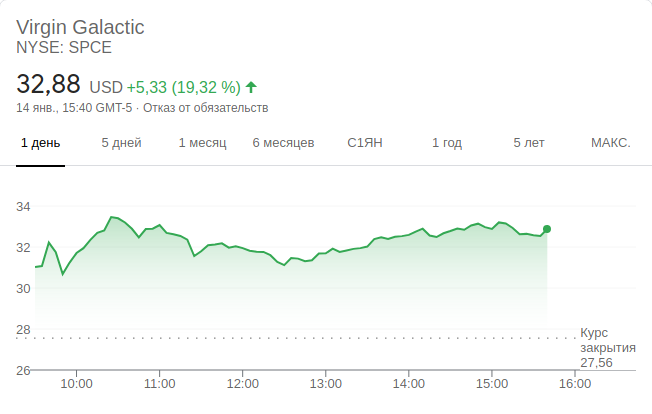 Virgin Galactic
NYSE: SPCE
32,88 USD +5,33 (19,32 %)
14 янв., 15:40 GMT-5 · Отказ от обязательств
1 день 5 дней 1 месяц 6 месяцев С1ЯН 1 год 5 лет МАКС.
34
32
30
28
Курс
закрытия
27,56
26
10:00 11:00 12:00 13:00 14:00 15:00 16:00